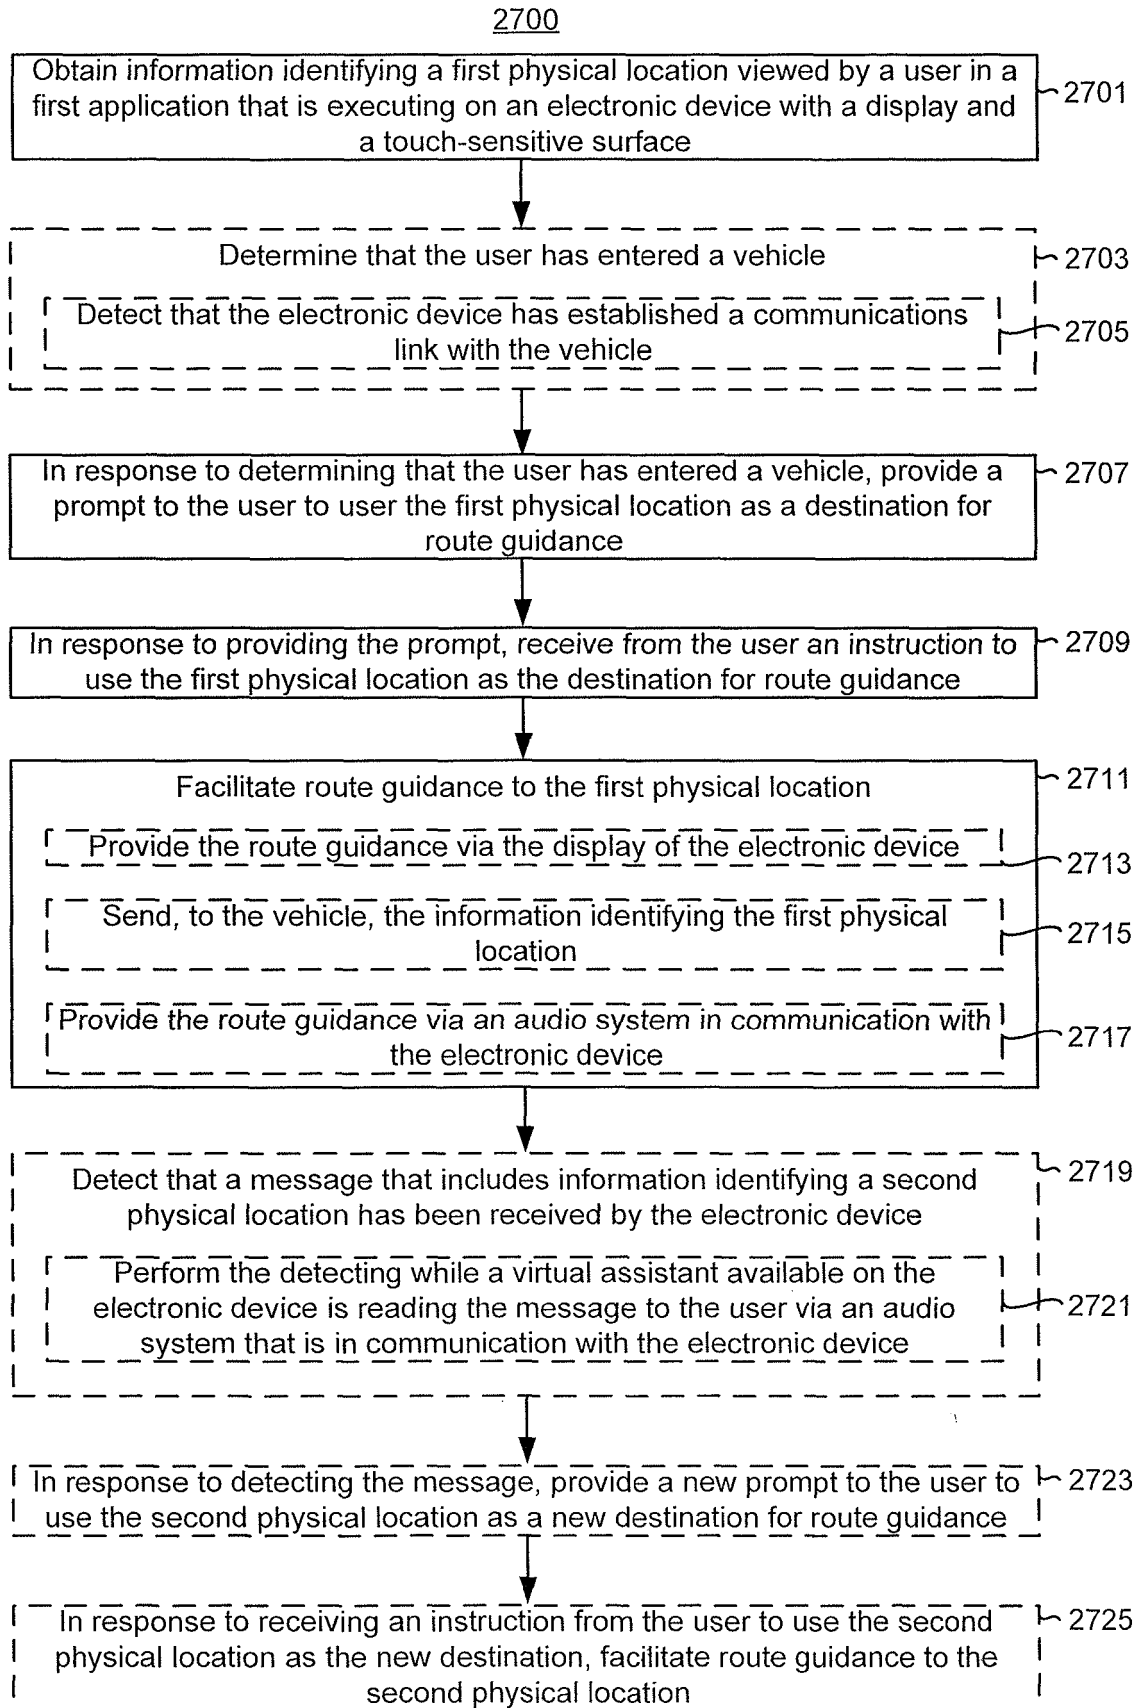 2700
Obtain information identifying a first physical location viewed by a user in a
first application that is executing on an electronic device with a display and
a touch-sensitive surface
2701
Determine that the user has entered a vehicle
2703
Detect that the electronic device has established a communications
link with the vehicle
2705
In response to determining that the user has entered a vehicle, provide a
prompt to the user to user the first physical location as a destination for
route guidance
2707
In response to providing the prompt, receive from the user an instruction to
use the first physical location as the destination for route guidance
2709
Facilitate route guidance to the first physical location
2711
Provide the route guidance via the display of the electronic device
2713
Send, to the vehicle, the information identifying the first physical
location
2715
Provide the route guidance via an audio system in communication with
the electronic device
2717
Detect that a message that includes information identifying a second
physical location has been received by the electronic device
2719
Perform the detecting while a virtual assistant available on the
electronic device is reading the message to the user via an audio
system that is in communication with the electronic device
2721
In response to detecting the message, provide a new prompt to the user to
use the second physical location as a new destination for route guidance
2723
In response to receiving an instruction from the user to use the second
physical location as the new destination, facilitate route guidance to the
second physical location
2725